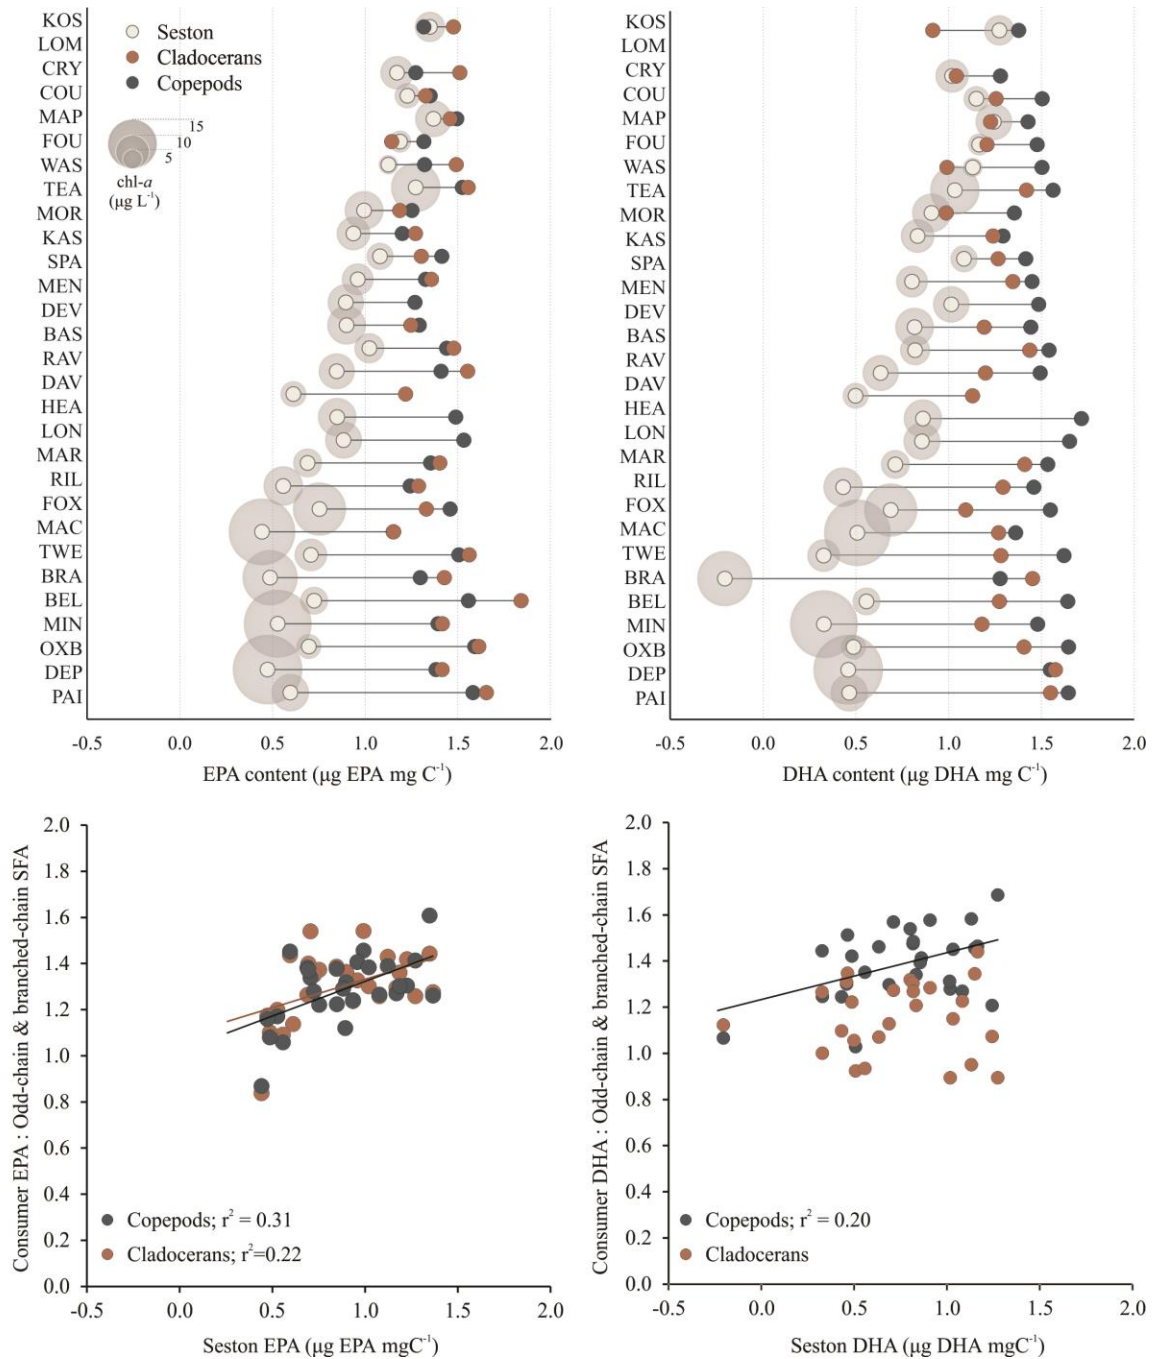 KOS
LOM
CRY
COU
MAP
FOU
WAS
TEA
MOR
KAS
SPA
MEN
DEV
BAS
RAV
DAV
HEA
LON
MAR
RIL
FOX
MAC
TWE
BRA
BEL
MIN
OXB
DEP
PAI
Seston
Cladocerans
Copepods
15
10
5
chl-a
(µg L⁻¹)
-0.5 0.0 0.5 1.0 1.5 2.0
EPA content (µg EPA mg C⁻¹)
KOS
LOM
CRY
COU
MAP
FOU
WAS
TEA
MOR
KAS
SPA
MEN
DEV
BAS
RAV
DAV
HEA
LON
MAR
RIL
FOX
MAC
TWE
BRA
BEL
MIN
OXB
DEP
PAI
-0.5 0.0 0.5 1.0 1.5 2.0
DHA content (µg DHA mg C⁻¹)
Consumer EPA : Odd-chain & branched-chain SFA
2.0
1.8
1.6
1.4
1.2
1.0
0.8
0.6
0.4
0.2
0.0
Copepods; r² = 0.31
Cladocerans; r²=0.22
-0.5 0.0 0.5 1.0 1.5 2.0
Seston EPA (µg EPA mgC⁻¹)
Consumer DHA : Odd-chain & branched-chain SFA
2.0
1.8
1.6
1.4
1.2
1.0
0.8
0.6
0.4
0.2
0.0
Copepods; r² = 0.20
Cladocerans
-0.5 0.0 0.5 1.0 1.5 2.0
Seston DHA (µg DHA mgC⁻¹)